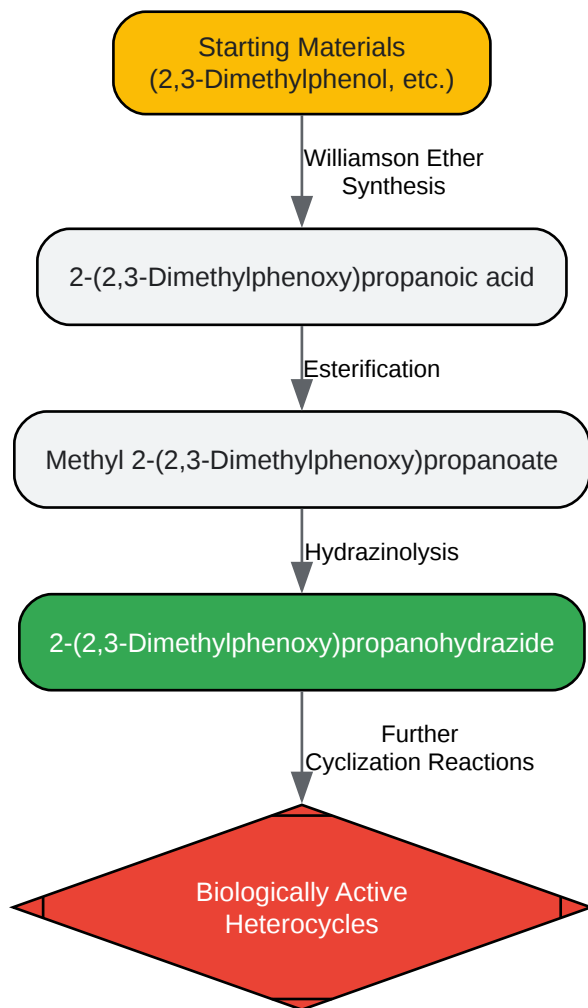 Starting Materials
(2,3-Dimethylphenol, etc.)
Williamson Ether
Synthesis
2-(2,3-Dimethylphenoxy)propanoic acid
Esterification
Methyl 2-(2,3-Dimethylphenoxy)propanoate
Hydrazinolysis
2-(2,3-Dimethylphenoxy)propanohydrazide
Further
Cyclization Reactions
Biologically Active
Heterocycles